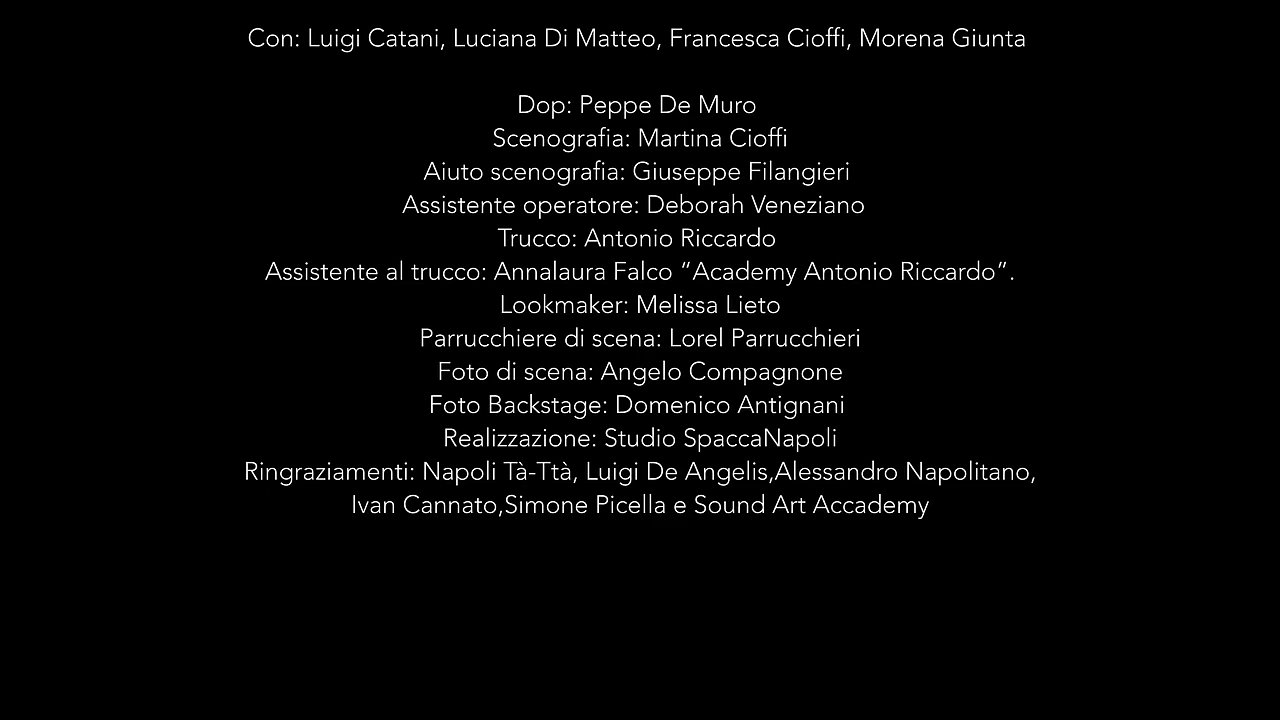 Con: Luigi Catani, Luciana Di Matteo, Francesca Cioffi, Morena Giunta
Dop: Peppe De Muro
Scenografia: Martina Cioffi
Aiuto scenografia: Giuseppe Filangieri
Assistente operatore: Deborah Veneziano
Trucco: Antonio Riccardo
Assistente al trucco: Annalaura Falco “Academy Antonio Riccardo”.
Lookmaker: Melissa Lieto
Parrucchiere di scena: Lorel Parrucchieri
Foto di scena: Angelo Compagnone
Foto Backstage: Domenico Antignani
Realizzazione: Studio SpaccaNapoli
Ringraziamenti: Napoli Tà-Ttà, Luigi De Angelis,Alessandro Napolitano,
Ivan Cannato,Simone Picella e Sound Art Accademy